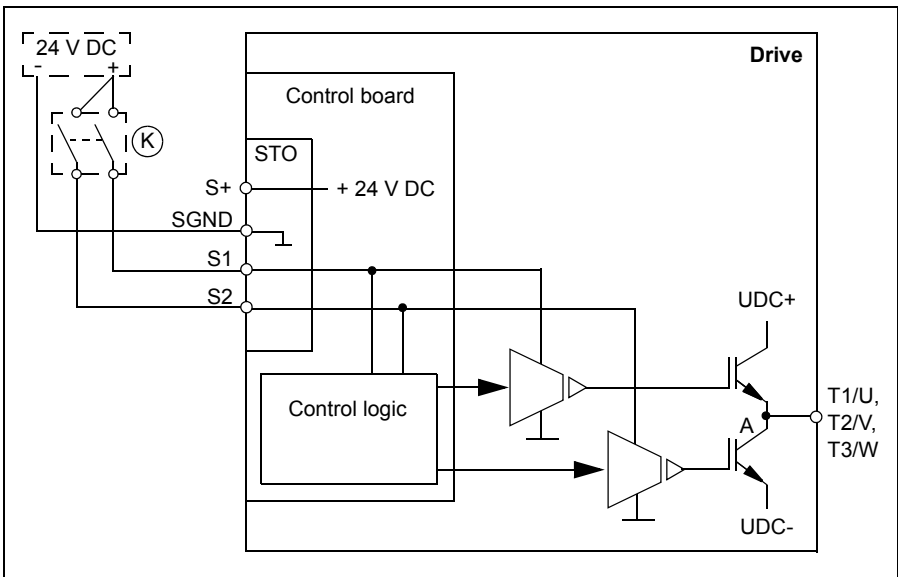 24 V DC
- +
Drive
Control board
K
STO
S+
+ 24 V DC
SGND
S1
S2
UDC+
Control logic
A
T1/U,
T2/V,
T3/W
UDC-